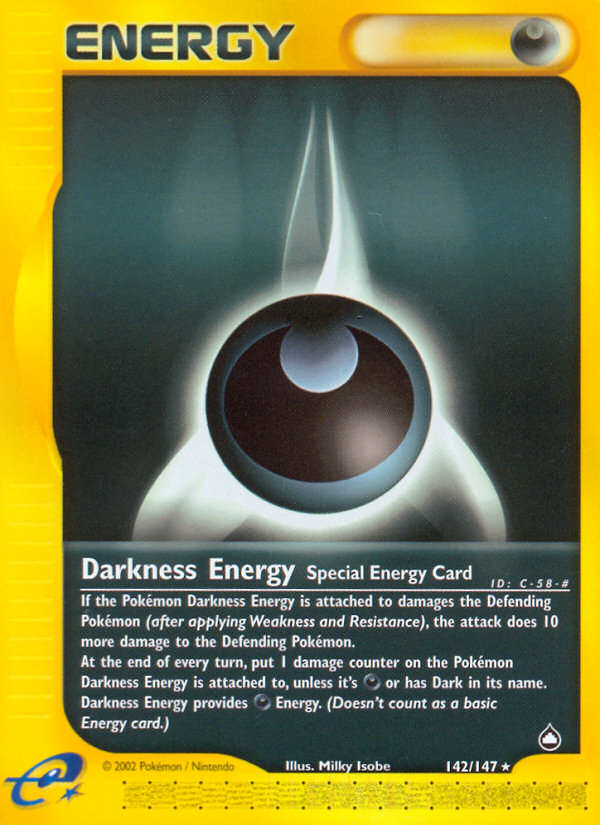 ENERGY
Darkness Energy Special Energy Card
ID: C-58-#
If the Pokémon Darkness Energy is attached to damages the Defending
Pokémon (after applying Weakness and Resistance), the attack does 10
more damage to the Defending Pokémon.
At the end of every turn, put 1 damage counter on the Pokémon
Darkness Energy is attached to, unless it's or has Dark in its name.
Darkness Energy provides Energy. (Doesn't count as a basic
Energy card.)
© 2002 Pokémon / Nintendo Illus. Milky Isobe 142/147 ★
e